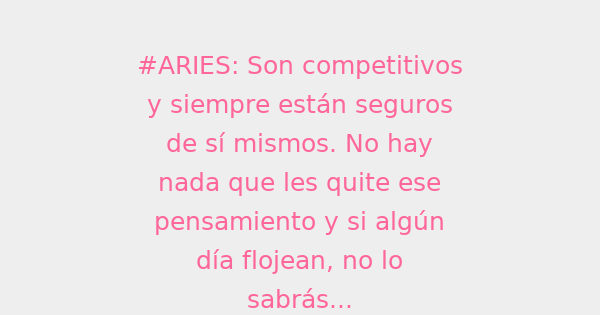 #ARIES: Son competitivos
y siempre están seguros
de sí mismos. No hay
nada que les quite ese
pensamiento y si algún
día flojean, no lo
sabrás...